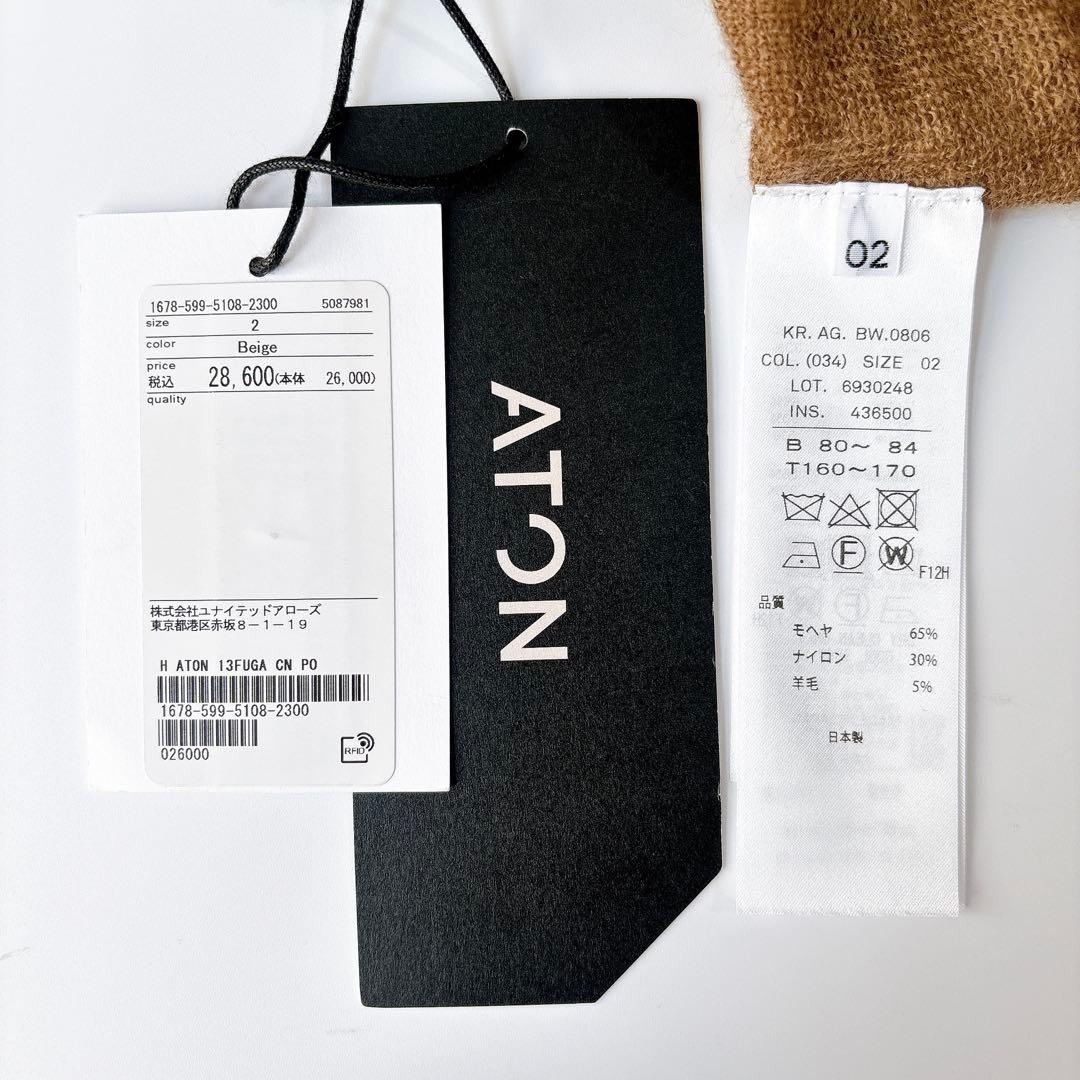 1678-599-5108-2300 5087981
size 2
color Beige
price
税込 28,600(本体 26,000)
quality
株式会社ユナイテッドアローズ
東京都港区赤坂8-1-19
H ATON 13FUGA CN PO
1678-599-5108-2300
026000
RFID
ATON
02
KR. AG. BW.0806
COL. (034) SIZE 02
LOT. 6930248
INS. 436500
B 80～ 84
T160～170
F W F12H
品質
モヘヤ 65%
ナイロン 30%
羊毛 5%
日本製